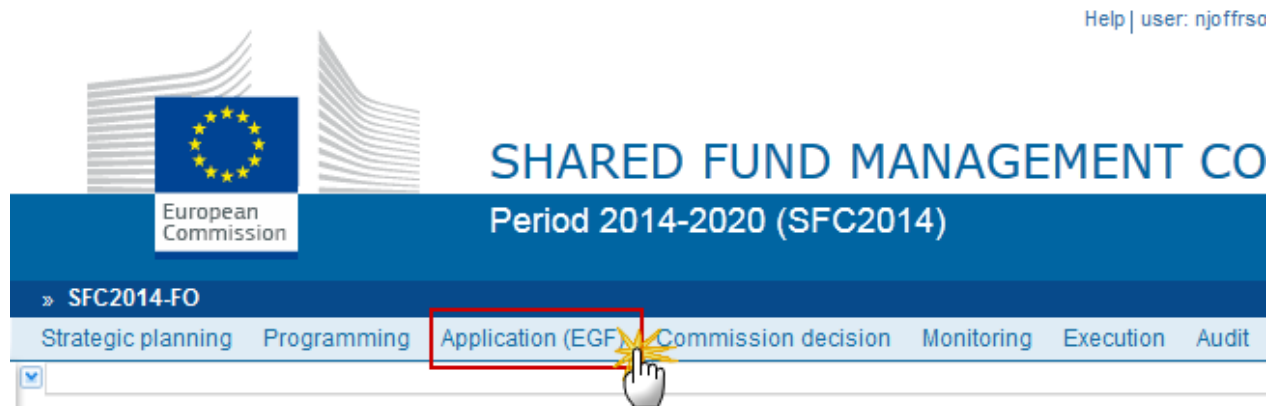 Help | user: njoffrso
SHARED FUND MANAGEMENT CO
European
Commission
Period 2014-2020 (SFC2014)
» SFC2014-FO
Strategic planning Programming Application (EGF) Commission decision Monitoring Execution Audit